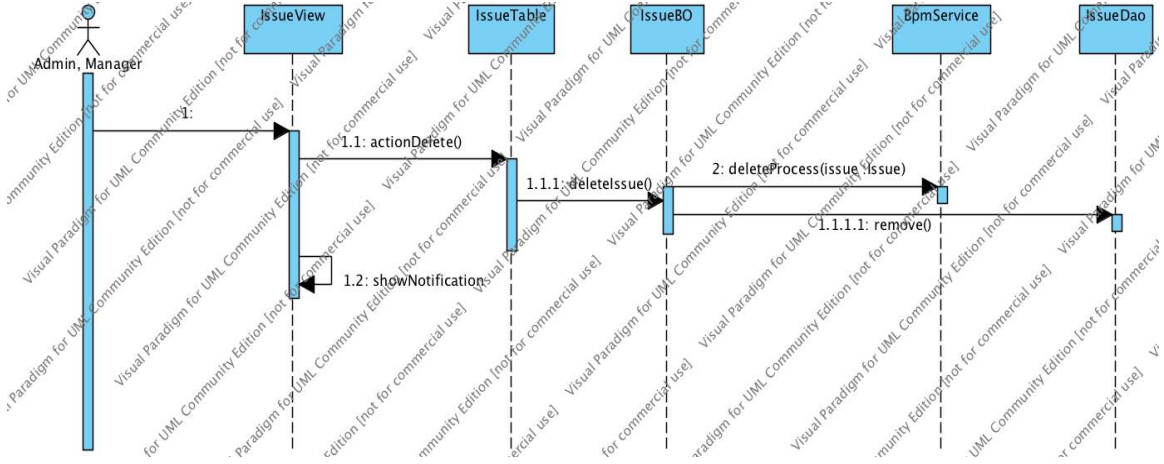 IssueView
IssueTable
IssueBO
BpmService
IssueDao
Admin, Manager
1:
1.1: actionDelete()
1.1.1: deleteIssue()
2: deleteProcess(issue :Issue)
1.1.1.1: remove()
1.2: showNotification
Visual Paradigm for UML Community Edition [not for commercial use]